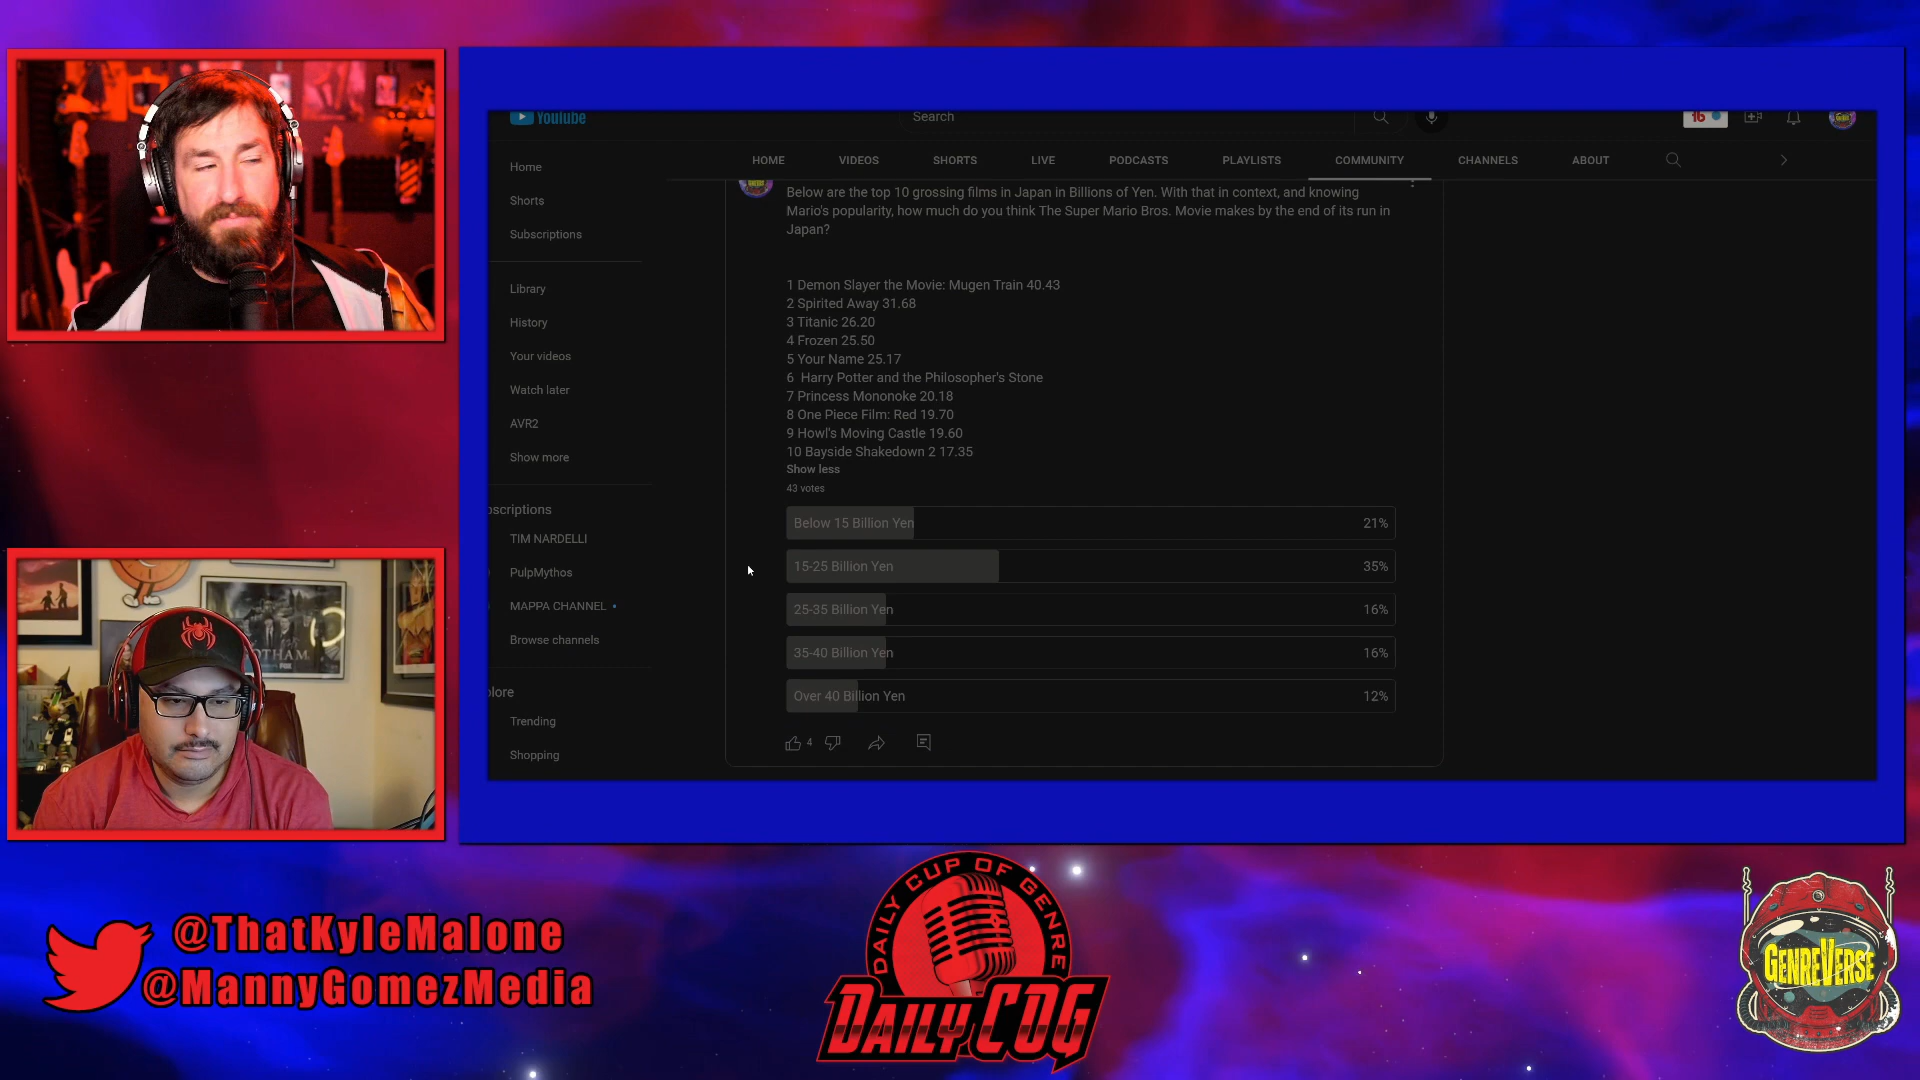 YouTube
Search
HOME
VIDEOS
SHORTS
LIVE
PODCASTS
PLAYLISTS
COMMUNITY
CHANNELS
ABOUT
Home
Shorts
Subscriptions
Library
History
Your videos
Watch later
AVR2
Show more
oscriptions
TIM NARDELLI
PulpMythos
MAPPA CHANNEL
Browse channels
lore
Trending
Shopping
Below are the top 10 grossing films in Japan in Billions of Yen. With that in context, and knowing
Mario's popularity, how much do you think The Super Mario Bros. Movie makes by the end of its run in
Japan?
1 Demon Slayer the Movie: Mugen Train 40.43
2 Spirited Away 31.68
3 Titanic 26.20
4 Frozen 25.50
5 Your Name 25.17
6 Harry Potter and the Philosopher's Stone
7 Princess Mononoke 20.18
8 One Piece Film: Red 19.70
9 Howl's Moving Castle 19.60
10 Bayside Shakedown 2 17.35
Show less
43 votes
Below 15 Billion Yen 21%
15-25 Billion Yen 35%
25-35 Billion Yen 16%
35-40 Billion Yen 16%
Over 40 Billion Yen 12%
4
GOTHAM
FOX
@ThatKyleMalone
@MannyGomezMedia
DAILY CUP OF GENRE
DAILY COG
GENREVERSE